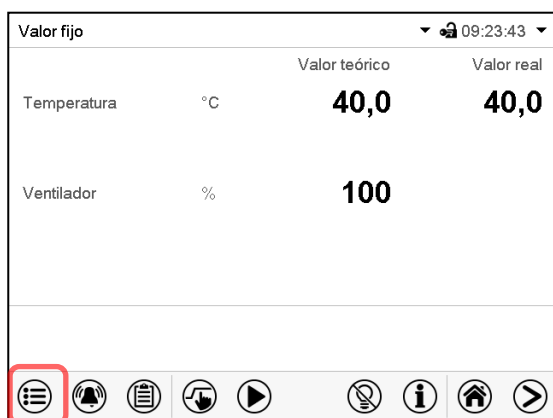 Valor fijo 09:23:43
Valor teórico Valor real
Temperatura °C 40,0 40,0
Ventilador % 100